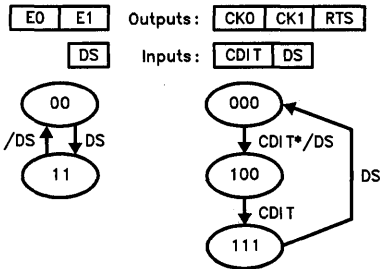 E0 E1 Outputs: CK0 CK1 RTS
DS Inputs: CDIT DS
00 000
/DS DS CDIT*/DS
11 100 DS
CDIT
111